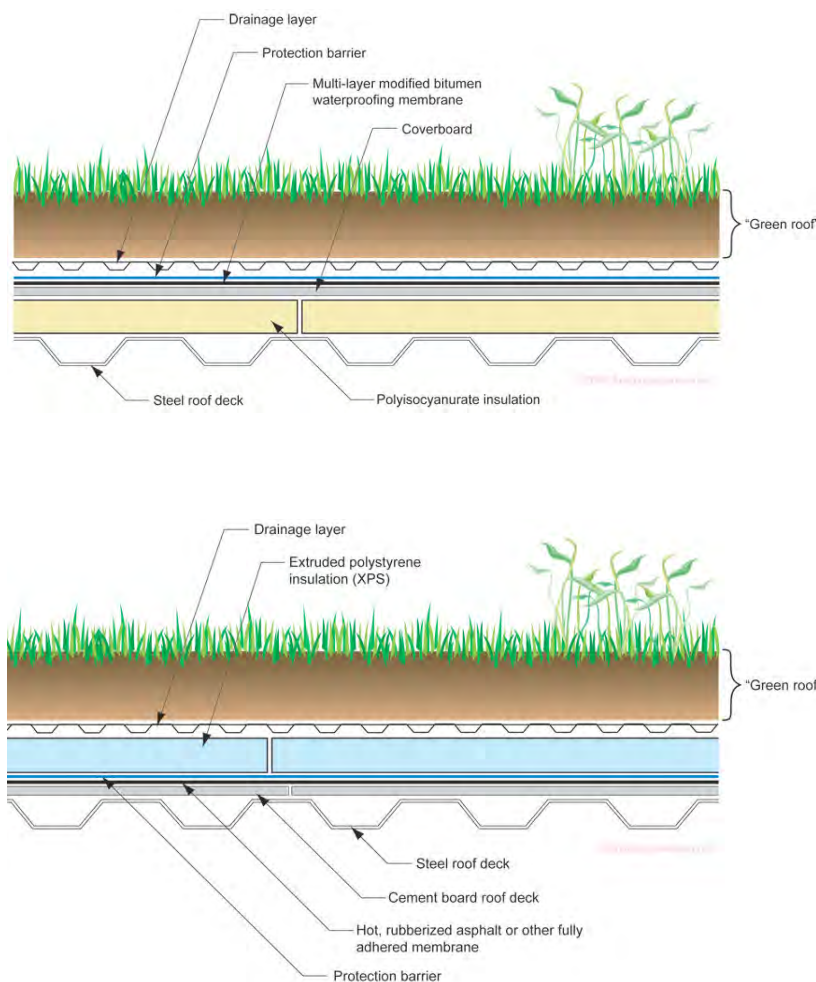 Drainage layer
Protection barrier
Multi-layer modified bitumen
waterproofing membrane
Coverboard
"Green roof"
Steel roof deck
Polyisocyanurate insulation
Drainage layer
Extruded polystyrene
insulation (XPS)
"Green roof
Steel roof deck
Cement board roof deck
Hot, rubberized asphalt or other fully
adhered membrane
Protection barrier